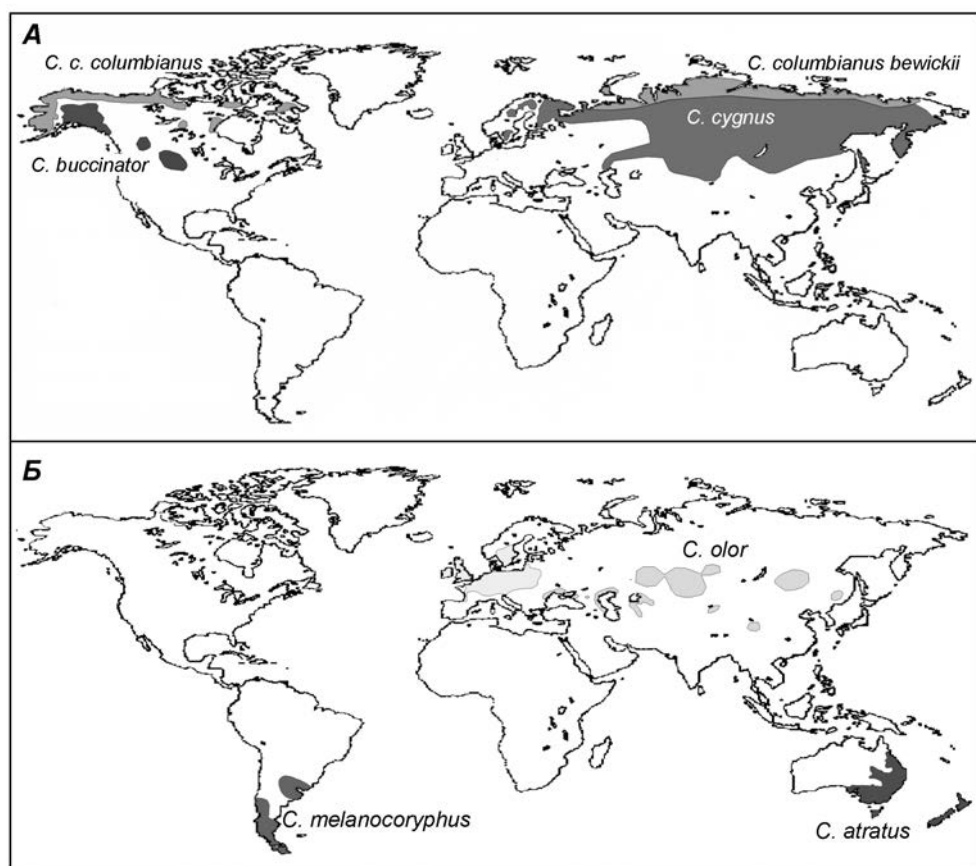 А
C. c. columbianus
C. columbianus bewickii
C. cygnus
C. buccinator
Б
C. olor
C. melanocoryphus
C. atratus